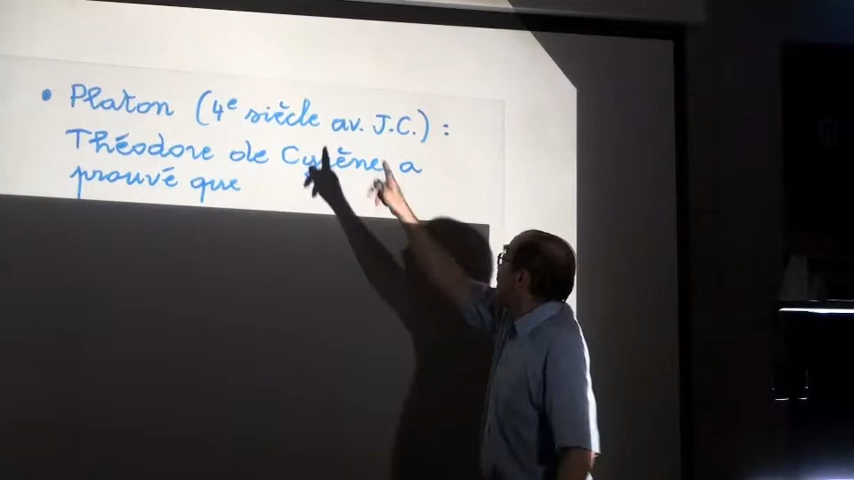 • Platon (4e siècle av. J.C.) :
Théodore de Cyrène a
prouvé que